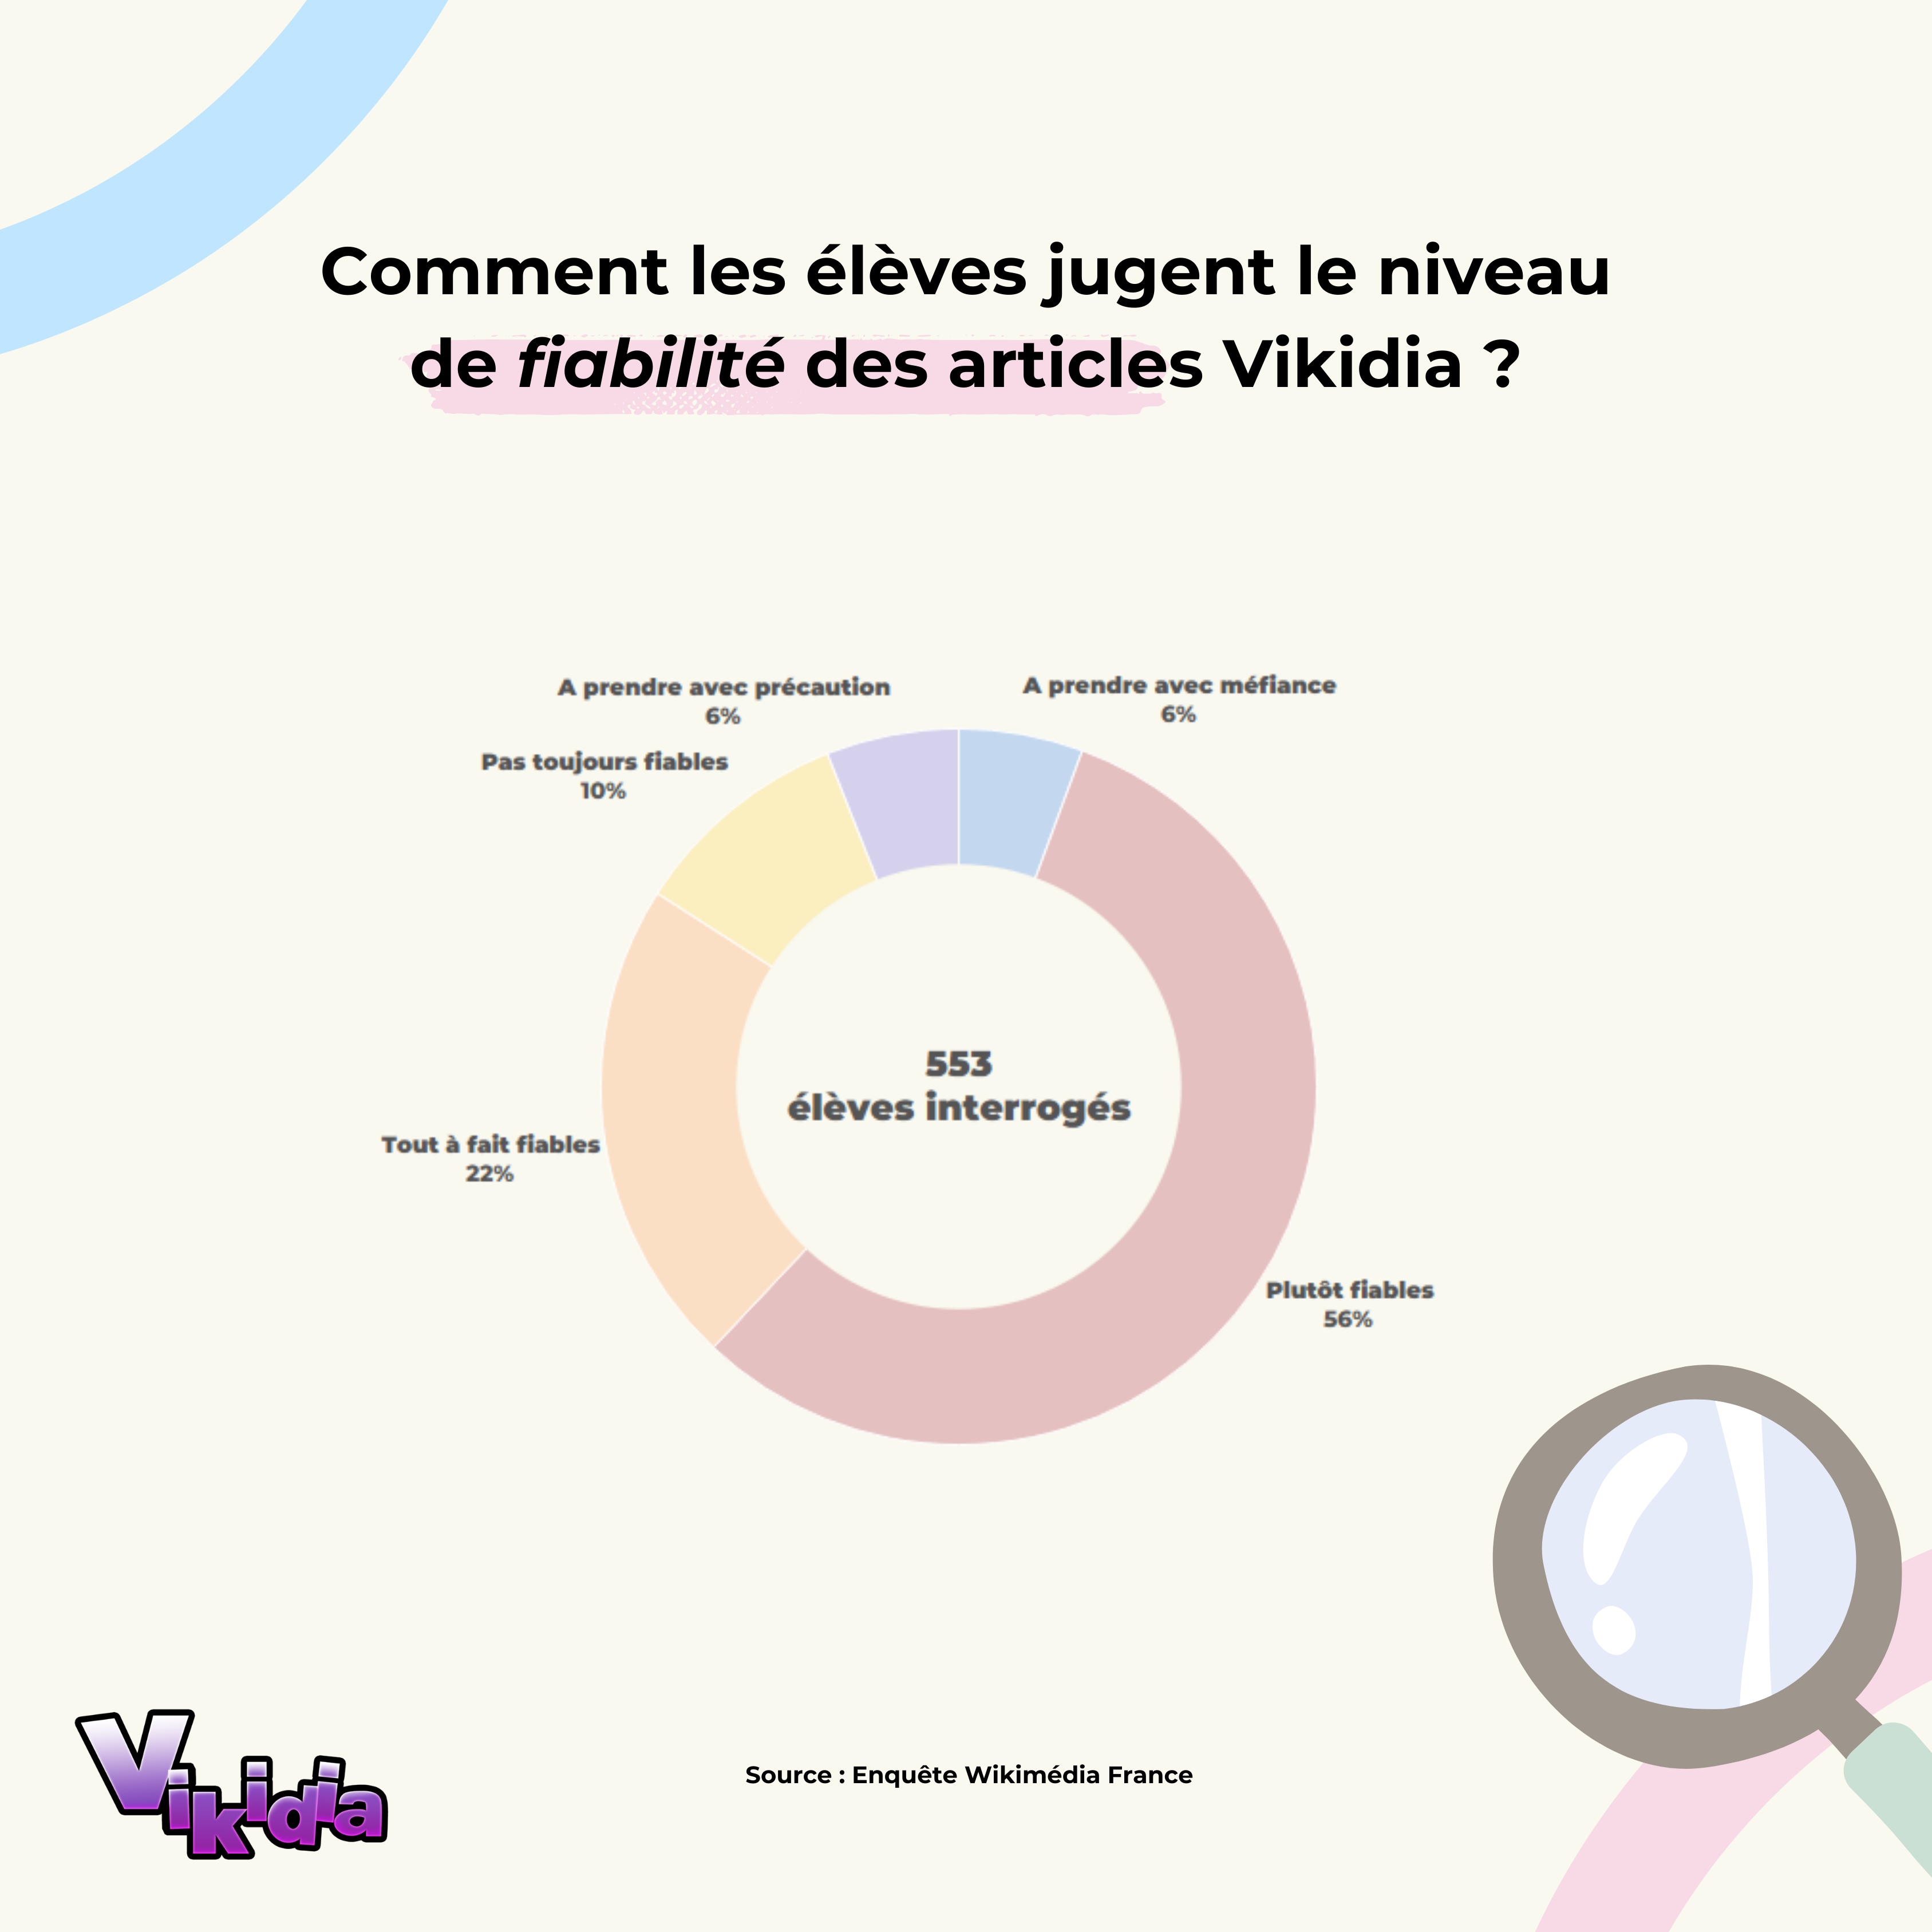 Comment les élèves jugent le niveau
de fiabilité des articles Vikidia ?
A prendre avec précaution
6%
A prendre avec méfiance
6%
Pas toujours fiables
10%
553
élèves interrogés
Tout à fait fiables
22%
Plutôt fiables
56%
Vikidia
Source : Enquête Wikimédia France